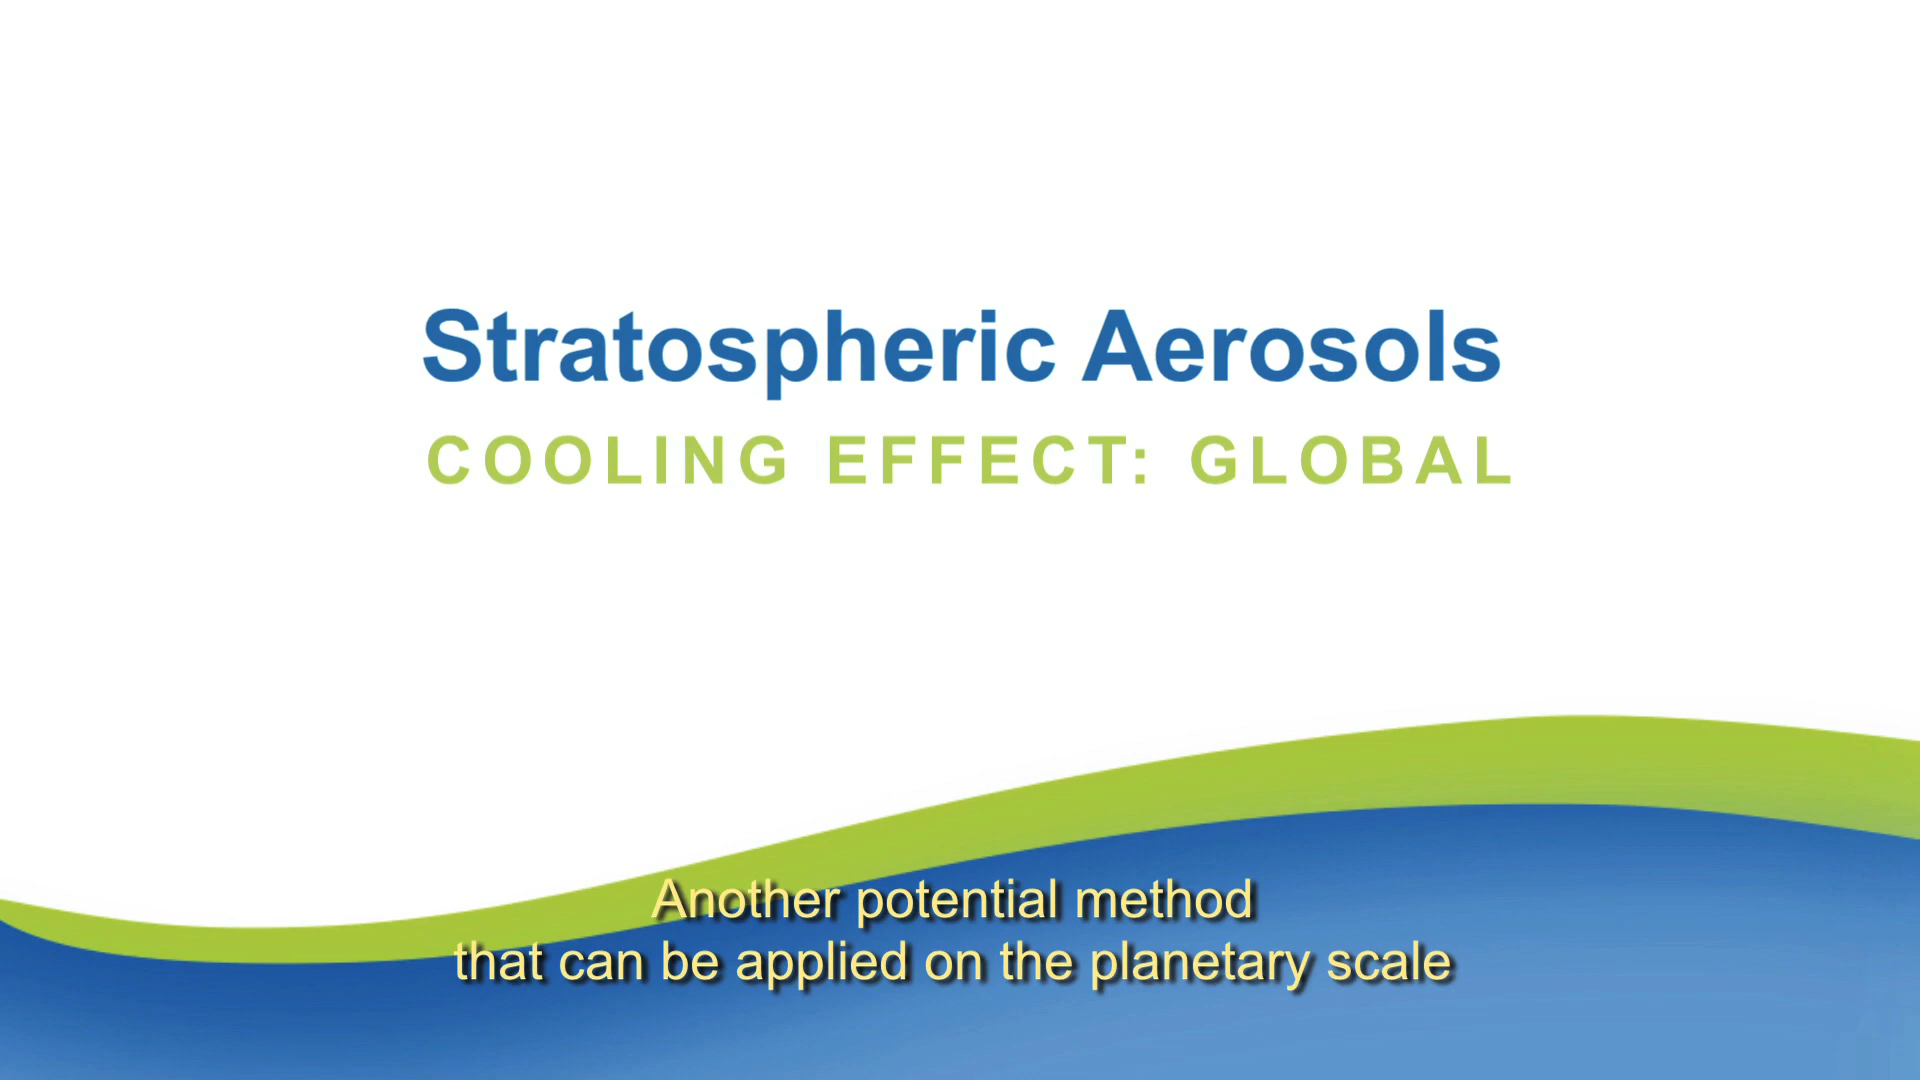 Stratospheric Aerosols
COOLING EFFECT: GLOBAL
Another potential method
that can be applied on the planetary scale